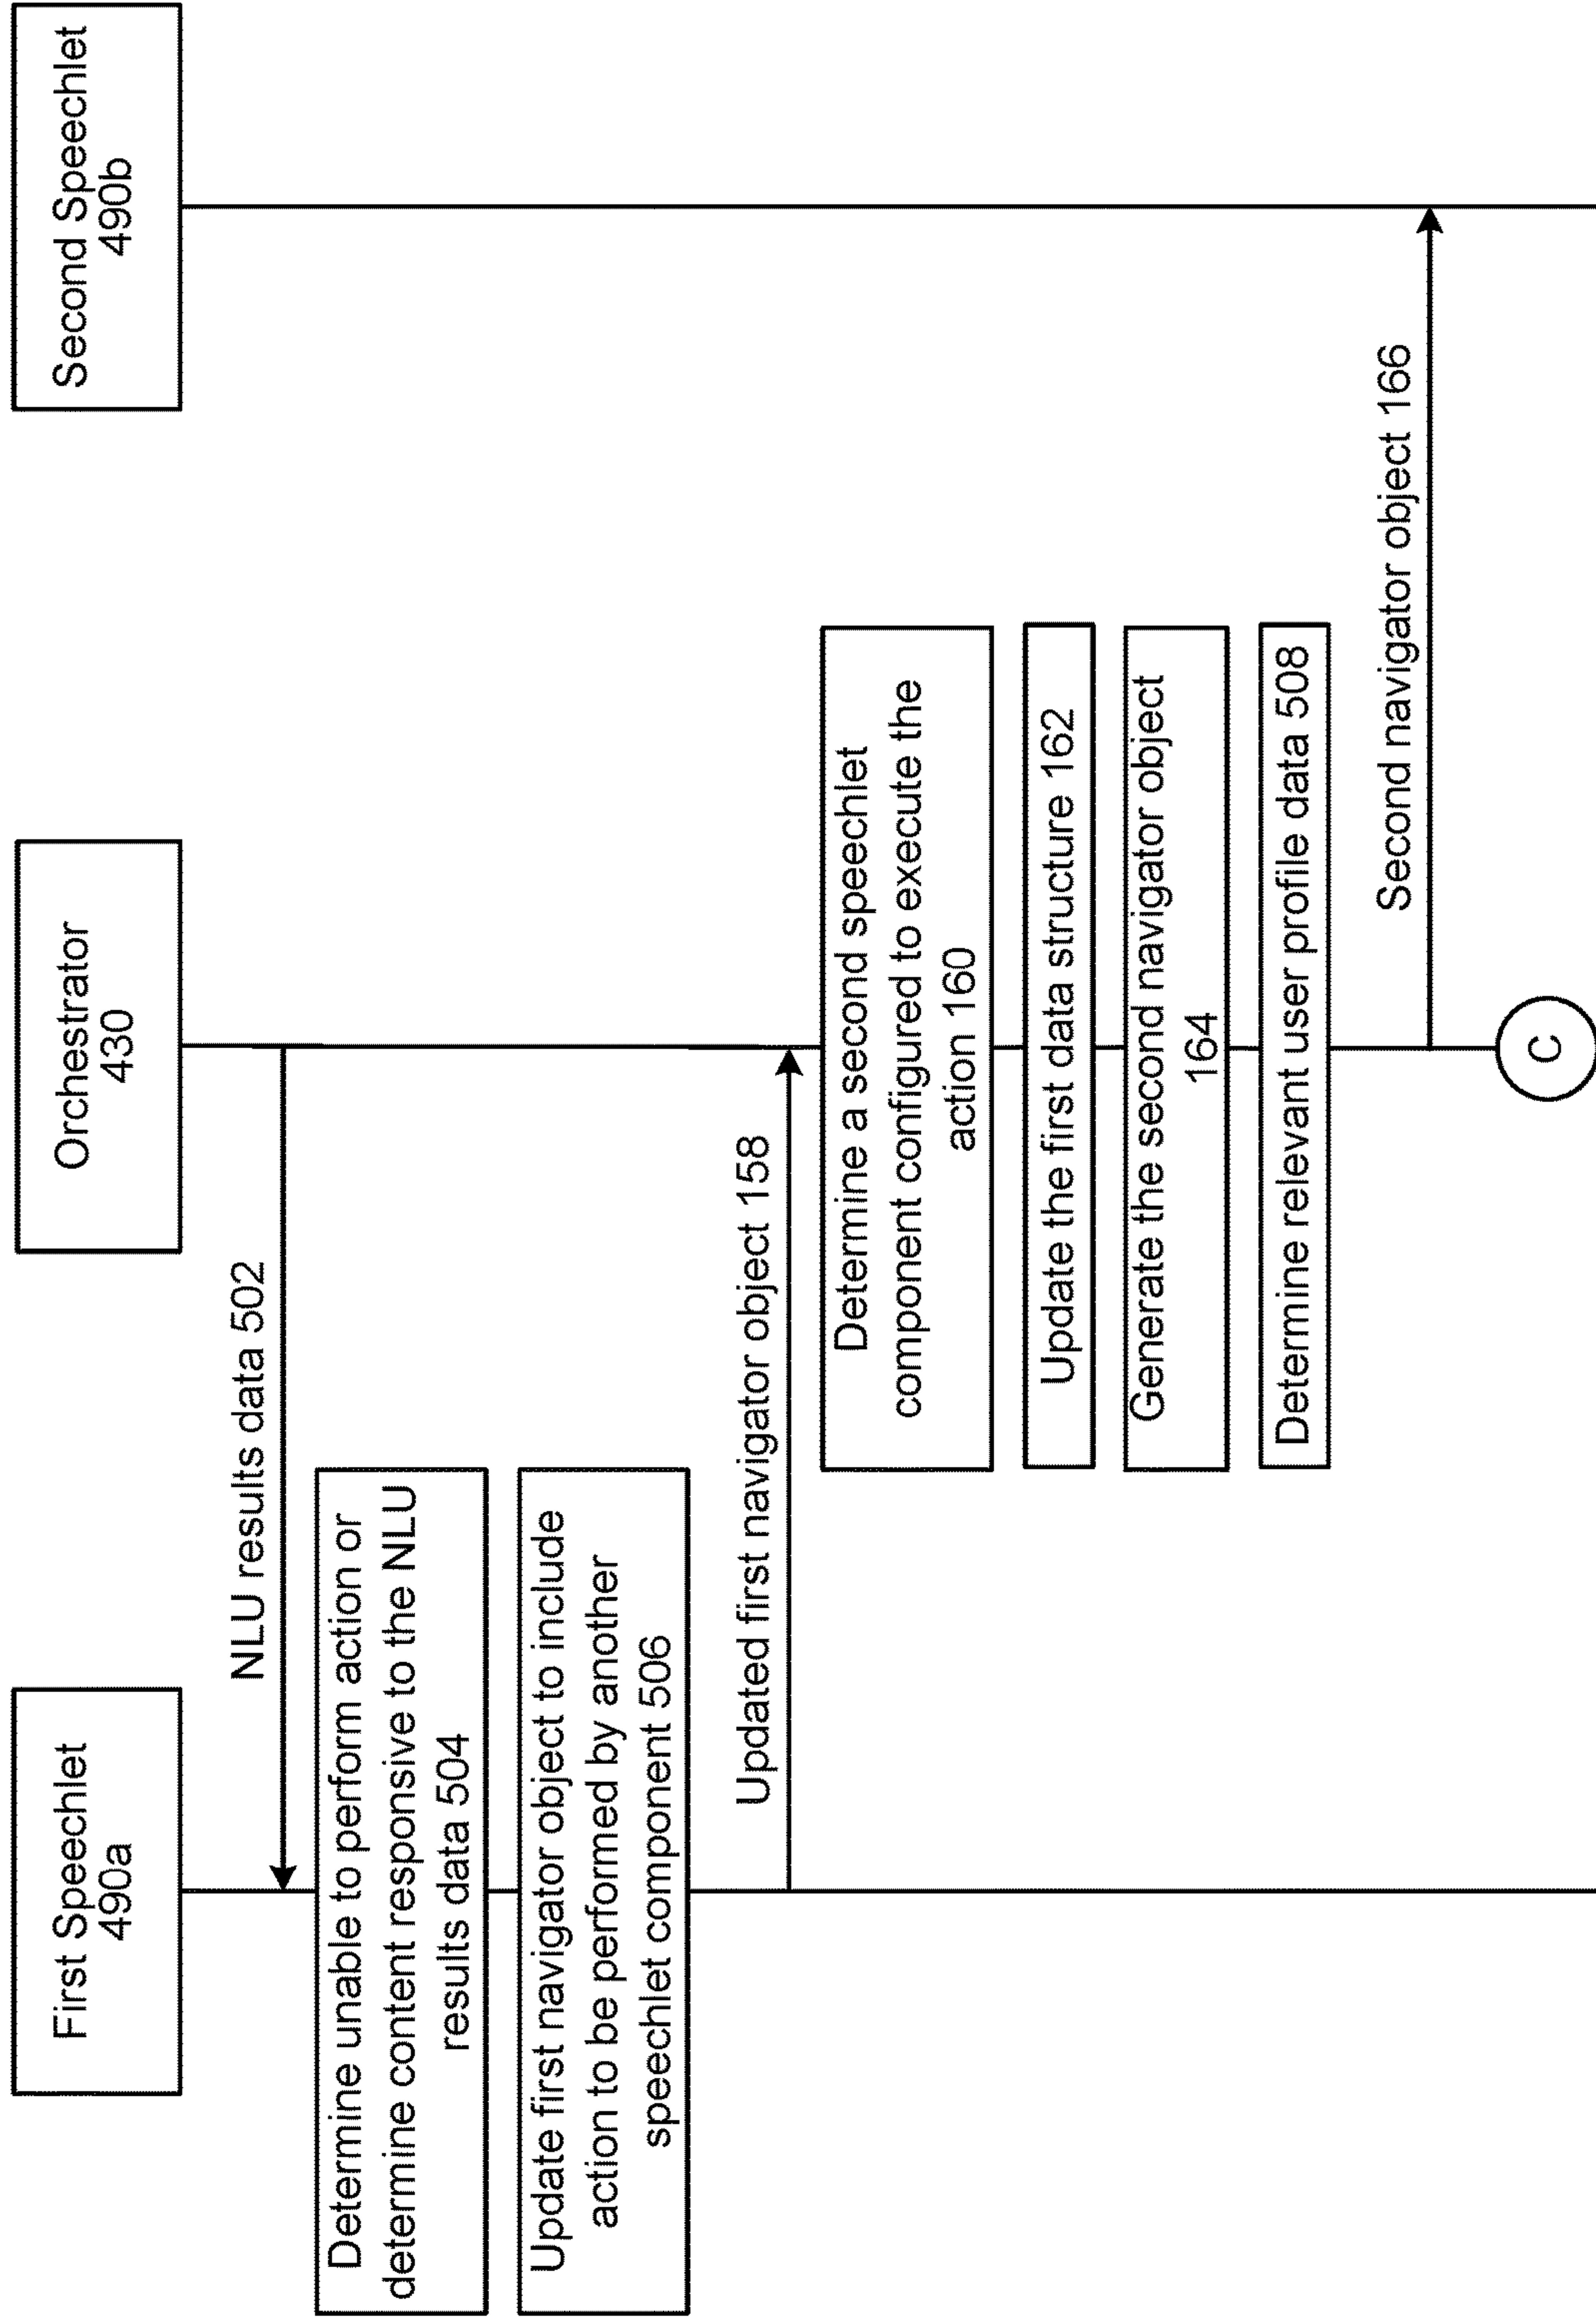 First Speechlet
490a
Orchestrator
430
Second Speechlet
490b
NLU results data 502
Determine unable to perform action or
determine content responsive to the NLU
results data 504
Update first navigator object to include
action to be performed by another
speechlet component 506
Updated first navigator object 158
Determine a second speechlet
component configured to execute the
action 160
Update the first data structure 162
Generate the second navigator object
164
Determine relevant user profile data 508
Second navigator object 166
C